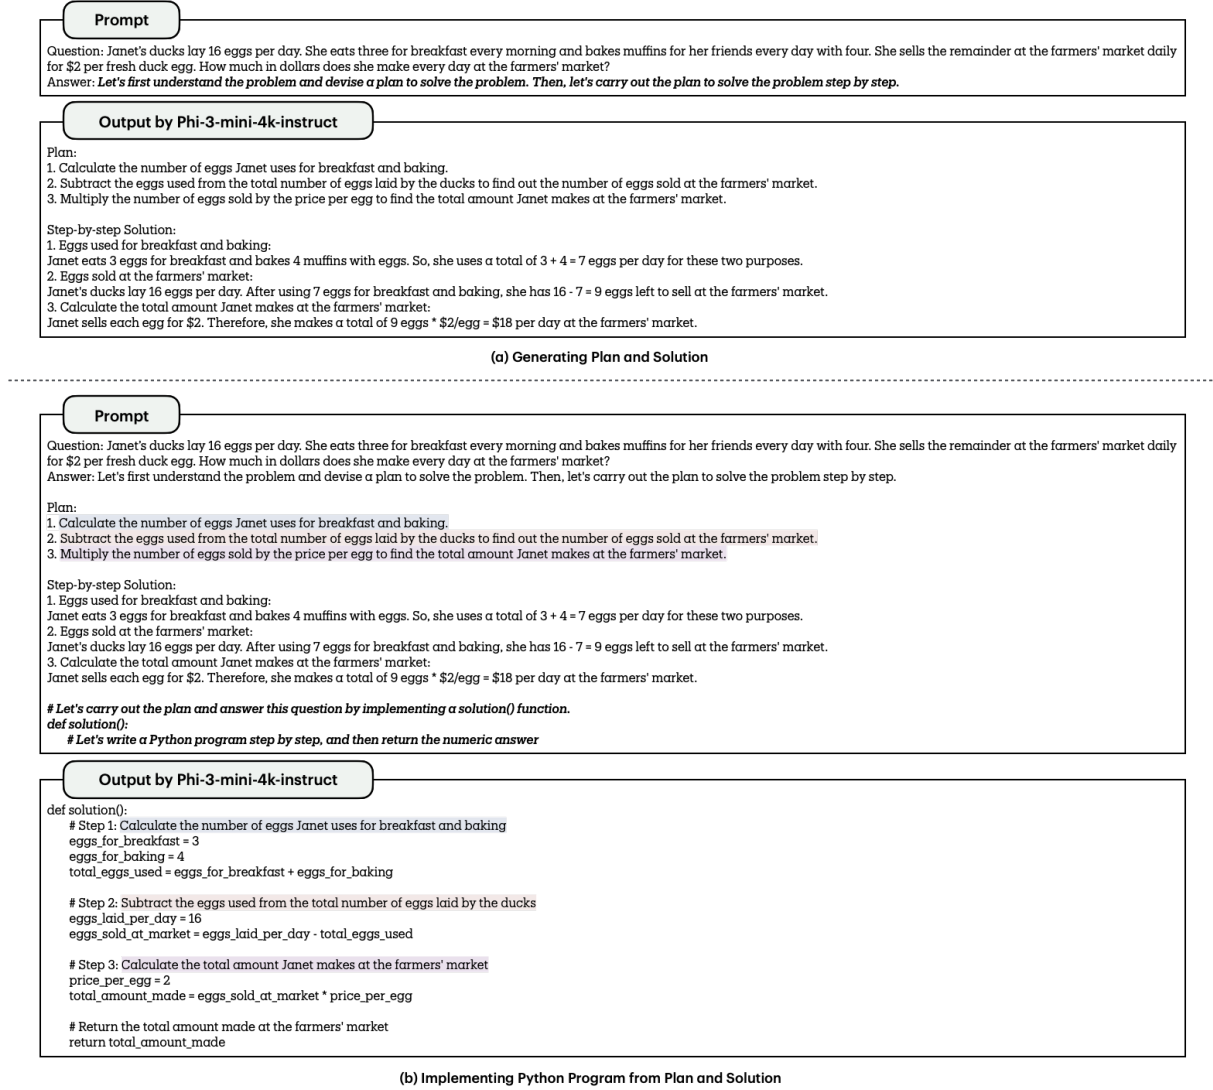 Prompt
Question: Janet's ducks lay 16 eggs per day. She eats three for breakfast every morning and bakes muffins for her friends every day with four. She sells the remainder at the farmers' market daily
for $2 per fresh duck egg. How much in dollars does she make every day at the farmers' market?
Answer: Let's first understand the problem and devise a plan to solve the problem. Then, let's carry out the plan to solve the problem step by step.
Output by Phi-3-mini-4k-instruct
Plan:
1. Calculate the number of eggs Janet uses for breakfast and baking.
2. Subtract the eggs used from the total number of eggs laid by the ducks to find out the number of eggs sold at the farmers' market.
3. Multiply the number of eggs sold by the price per egg to find the total amount Janet makes at the farmers' market.
Step-by-step Solution:
1. Eggs used for breakfast and baking:
Janet eats 3 eggs for breakfast and bakes 4 muffins with eggs. So, she uses a total of 3 + 4 = 7 eggs per day for these two purposes.
2. Eggs sold at the farmers' market:
Janet's ducks lay 16 eggs per day. After using 7 eggs for breakfast and baking, she has 16 - 7 = 9 eggs left to sell at the farmers' market.
3. Calculate the total amount Janet makes at the farmers' market:
Janet sells each egg for $2. Therefore, she makes a total of 9 eggs * $2/egg = $18 per day at the farmers' market.
(a) Generating Plan and Solution
Prompt
Question: Janet's ducks lay 16 eggs per day. She eats three for breakfast every morning and bakes muffins for her friends every day with four. She sells the remainder at the farmers' market daily
for $2 per fresh duck egg. How much in dollars does she make every day at the farmers' market?
Answer: Let's first understand the problem and devise a plan to solve the problem. Then, let's carry out the plan to solve the problem step by step.
Plan:
1. Calculate the number of eggs Janet uses for breakfast and baking.
2. Subtract the eggs used from the total number of eggs laid by the ducks to find out the number of eggs sold at the farmers' market.
3. Multiply the number of eggs sold by the price per egg to find the total amount Janet makes at the farmers' market.
Step-by-step Solution:
1. Eggs used for breakfast and baking:
Janet eats 3 eggs for breakfast and bakes 4 muffins with eggs. So, she uses a total of 3 + 4 = 7 eggs per day for these two purposes.
2. Eggs sold at the farmers' market:
Janet's ducks lay 16 eggs per day. After using 7 eggs for breakfast and baking, she has 16 - 7 = 9 eggs left to sell at the farmers' market.
3. Calculate the total amount Janet makes at the farmers' market:
Janet sells each egg for $2. Therefore, she makes a total of 9 eggs * $2/egg = $18 per day at the farmers' market.
# Let's carry out the plan and answer this question by implementing a solution() function.
def solution():
# Let's write a Python program step by step, and then return the numeric answer
Output by Phi-3-mini-4k-instruct
def solution():
# Step 1: Calculate the number of eggs Janet uses for breakfast and baking
eggs_for_breakfast = 3
eggs_for_baking = 4
total_eggs_used = eggs_for_breakfast + eggs_for_baking
# Step 2: Subtract the eggs used from the total number of eggs laid by the ducks
eggs_laid_per_day = 16
eggs_sold_at_market = eggs_laid_per_day - total_eggs_used
# Step 3: Calculate the total amount Janet makes at the farmers' market
price_per_egg = 2
total_amount_made = eggs_sold_at_market * price_per_egg
# Return the total amount made at the farmers' market
return total_amount_made
(b) Implementing Python Program from Plan and Solution